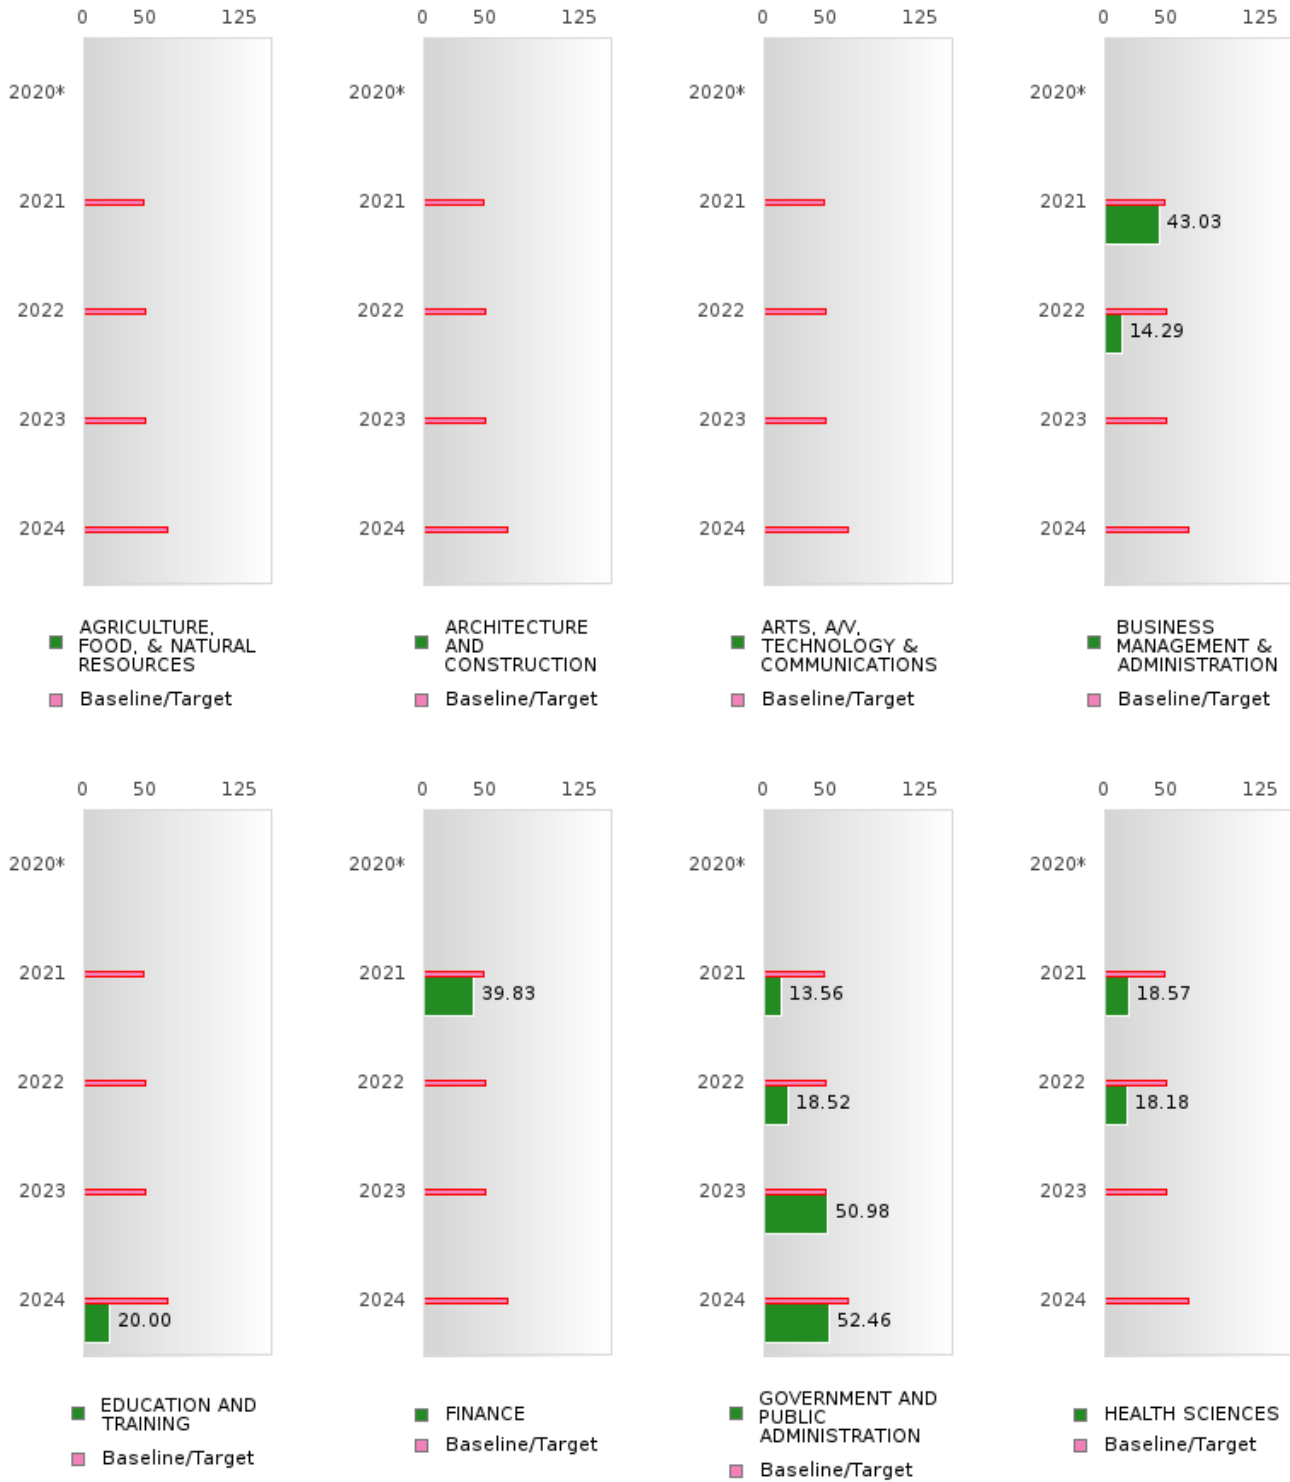 0 50 125
2020*
2021
2022
2023
2024
AGRICULTURE,
FOOD, & NATURAL
RESOURCES
Baseline/Target
0 50 125
2020*
2021
2022
2023
2024
ARCHITECTURE
AND
CONSTRUCTION
Baseline/Target
0 50 125
2020*
2021
2022
2023
2024
ARTS, A/V,
TECHNOLOGY &
COMMUNICATIONS
Baseline/Target
0 50 125
2020*
2021
43.03
2022
14.29
2023
2024
BUSINESS
MANAGEMENT &
ADMINISTRATION
Baseline/Target
0 50 125
2020*
2021
2022
2023
2024
20.00
EDUCATION AND
TRAINING
Baseline/Target
0 50 125
2020*
2021
39.83
2022
2023
2024
FINANCE
Baseline/Target
0 50 125
2020*
2021
13.56
2022
18.52
2023
50.98
2024
52.46
GOVERNMENT AND
PUBLIC
ADMINISTRATION
Baseline/Target
0 50 125
2020*
2021
18.57
2022
18.18
2023
2024
HEALTH SCIENCES
Baseline/Target